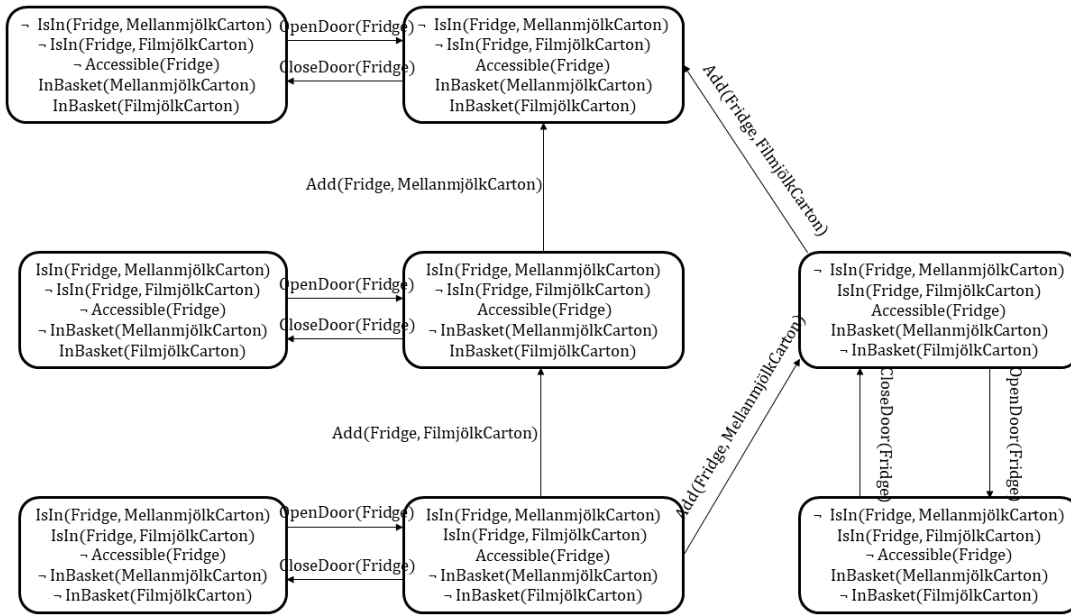 ¬ IsIn(Fridge, MellanmjölkCarton)
¬ IsIn(Fridge, FilmjölkCarton)
¬ Accessible(Fridge)
InBasket(MellanmjölkCarton)
InBasket(FilmjölkCarton)
OpenDoor(Fridge)
CloseDoor(Fridge)
¬ IsIn(Fridge, MellanmjölkCarton)
¬ IsIn(Fridge, FilmjölkCarton)
Accessible(Fridge)
InBasket(MellanmjölkCarton)
InBasket(FilmjölkCarton)
Add(Fridge, FilmjölkCarton)
Add(Fridge, MellanmjölkCarton)
IsIn(Fridge, MellanmjölkCarton)
¬ IsIn(Fridge, FilmjölkCarton)
¬ Accessible(Fridge)
¬ InBasket(MellanmjölkCarton)
InBasket(FilmjölkCarton)
OpenDoor(Fridge)
CloseDoor(Fridge)
IsIn(Fridge, MellanmjölkCarton)
¬ IsIn(Fridge, FilmjölkCarton)
Accessible(Fridge)
¬ InBasket(MellanmjölkCarton)
InBasket(FilmjölkCarton)
¬ IsIn(Fridge, MellanmjölkCarton)
IsIn(Fridge, FilmjölkCarton)
Accessible(Fridge)
InBasket(MellanmjölkCarton)
¬ InBasket(FilmjölkCarton)
Add(Fridge, FilmjölkCarton)
Add(Fridge, MellanmjölkCarton)
CloseDoor(Fridge)
OpenDoor(Fridge)
IsIn(Fridge, MellanmjölkCarton)
IsIn(Fridge, FilmjölkCarton)
¬ Accessible(Fridge)
¬ InBasket(MellanmjölkCarton)
¬ InBasket(FilmjölkCarton)
OpenDoor(Fridge)
CloseDoor(Fridge)
IsIn(Fridge, MellanmjölkCarton)
IsIn(Fridge, FilmjölkCarton)
Accessible(Fridge)
¬ InBasket(MellanmjölkCarton)
¬ InBasket(FilmjölkCarton)
¬ IsIn(Fridge, MellanmjölkCarton)
IsIn(Fridge, FilmjölkCarton)
¬ Accessible(Fridge)
InBasket(MellanmjölkCarton)
¬ InBasket(FilmjölkCarton)